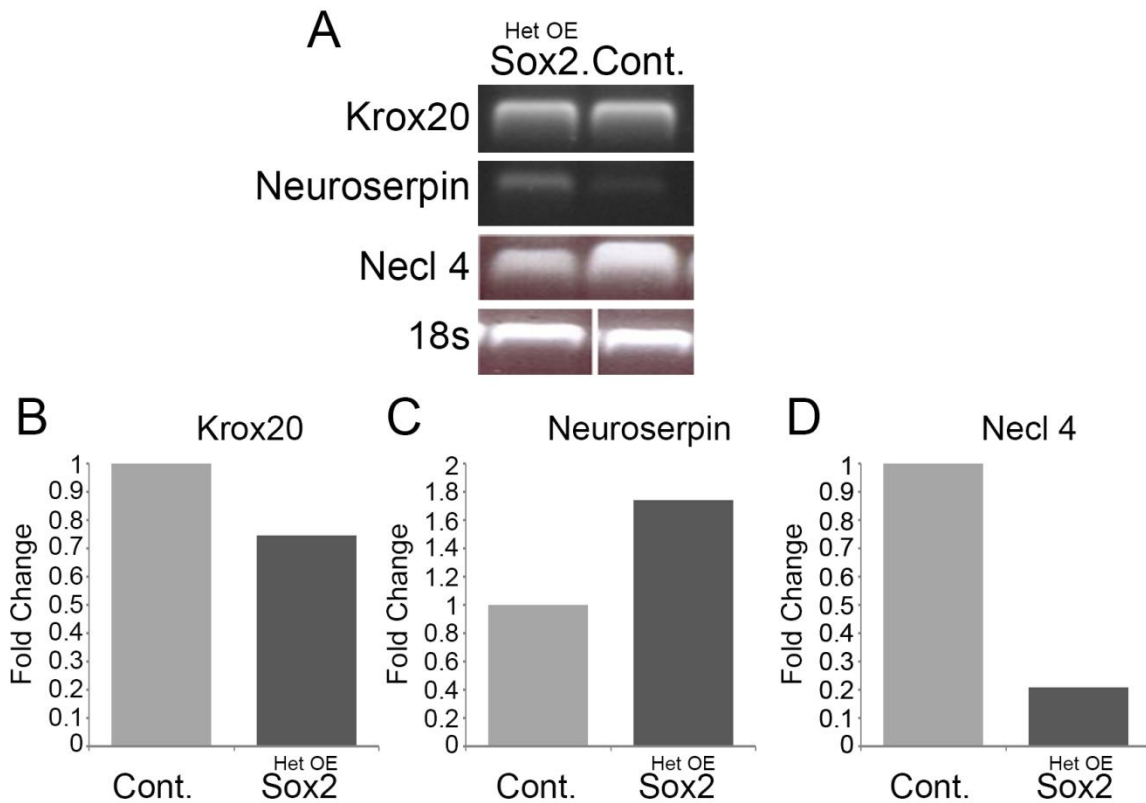 A
Het OE
Sox2. Cont.
Krox20
Neuroserpin
Necl 4
18s
B
Krox20
Fold Change
1
0.9
0.8
0.7
0.6
0.5
0.4
0.3
0.2
0.1
0
Cont.
Het OE
Sox2
C
Neuroserpin
Fold Change
2
1.8
1.6
1.4
1.2
1
0.8
0.6
0.4
0.2
0
Cont.
Het OE
Sox2
D
Necl 4
Fold Change
1
0.9
0.8
0.7
0.6
0.5
0.4
0.3
0.2
0.1
0
Cont.
Het OE
Sox2